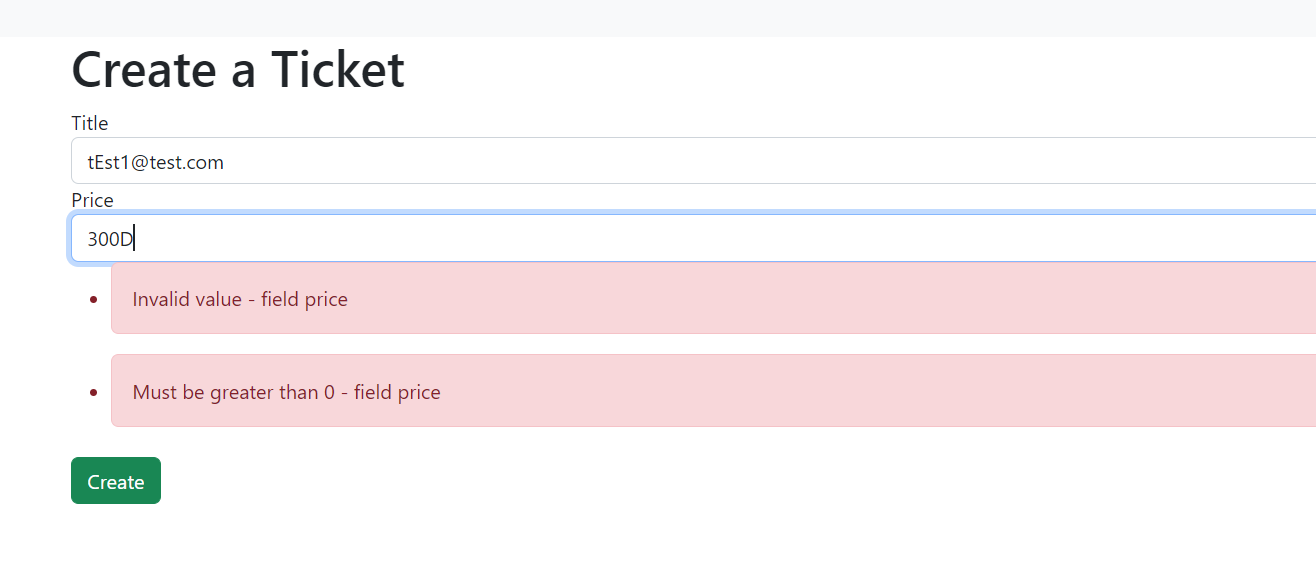 Create a Ticket
Title
tEst1@test.com
Price
300D
Invalid value - field price
Must be greater than 0 - field price
Create